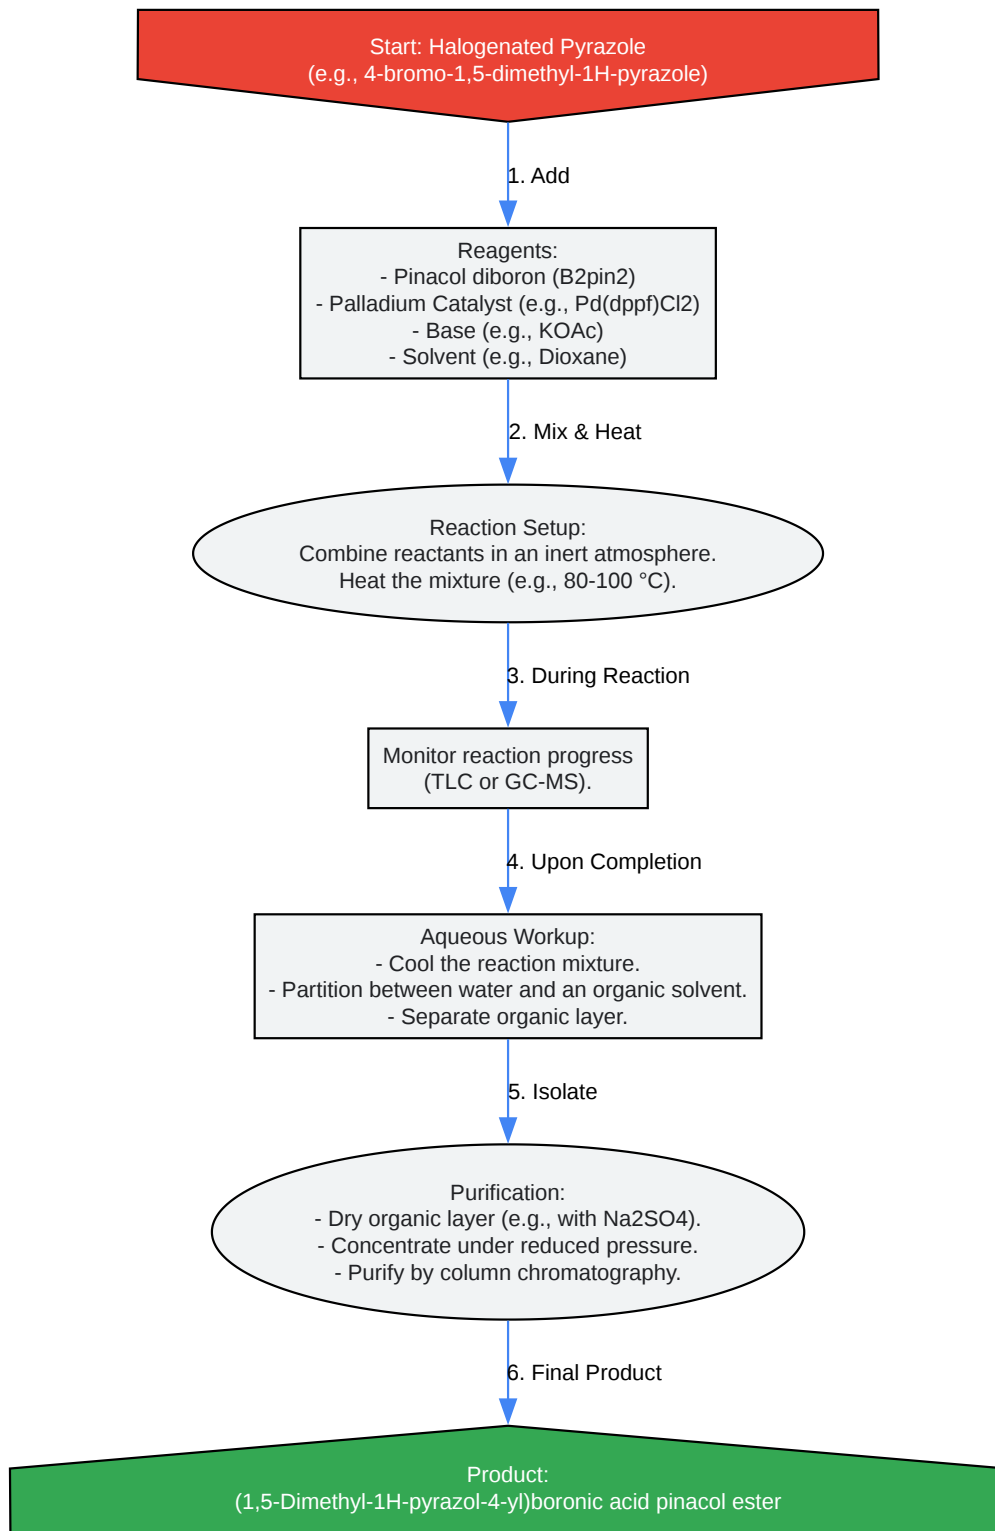 Start: Halogenated Pyrazole
(e.g., 4-bromo-1,5-dimethyl-1H-pyrazole)
1. Add
Reagents:
- Pinacol diboron (B2pin2)
- Palladium Catalyst (e.g., Pd(dppf)Cl2)
- Base (e.g., KOAc)
- Solvent (e.g., Dioxane)
2. Mix & Heat
Reaction Setup:
Combine reactants in an inert atmosphere.
Heat the mixture (e.g., 80-100 °C).
3. During Reaction
Monitor reaction progress
(TLC or GC-MS).
4. Upon Completion
Aqueous Workup:
- Cool the reaction mixture.
- Partition between water and an organic solvent.
- Separate organic layer.
5. Isolate
Purification:
- Dry organic layer (e.g., with Na2SO4).
- Concentrate under reduced pressure.
- Purify by column chromatography.
6. Final Product
Product:
(1,5-Dimethyl-1H-pyrazol-4-yl)boronic acid pinacol ester